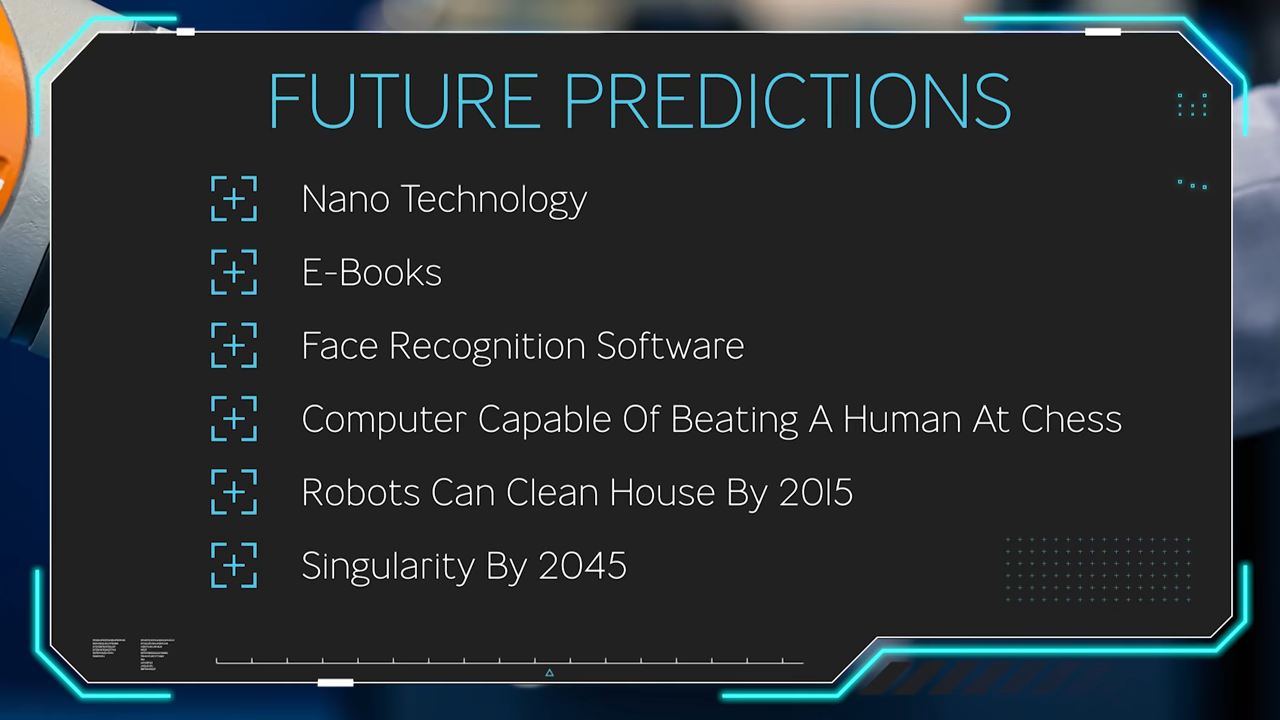 FUTURE PREDICTIONS
Nano Technology
E-Books
Face Recognition Software
Computer Capable Of Beating A Human At Chess
Robots Can Clean House By 2015
Singularity By 2045